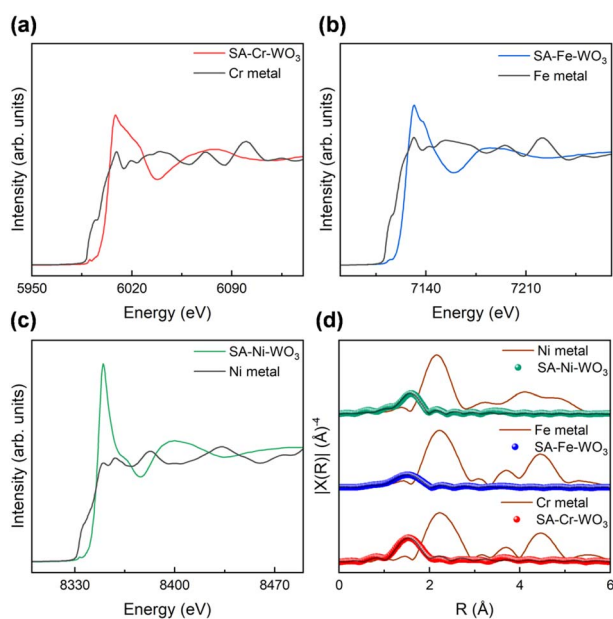 (a)
SA-Cr-WO3
Cr metal
Intensity (arb. units)
5950 6020 6090
Energy (eV)
(b)
SA-Fe-WO3
Fe metal
Intensity (arb. units)
7140 7210
Energy (eV)
(c)
SA-Ni-WO3
Ni metal
Intensity (arb. units)
8330 8400 8470
Energy (eV)
(d)
Ni metal
SA-Ni-WO3
Fe metal
SA-Fe-WO3
Cr metal
SA-Cr-WO3
|X(R)| (Å)-4
0 2 4 6
R (Å)